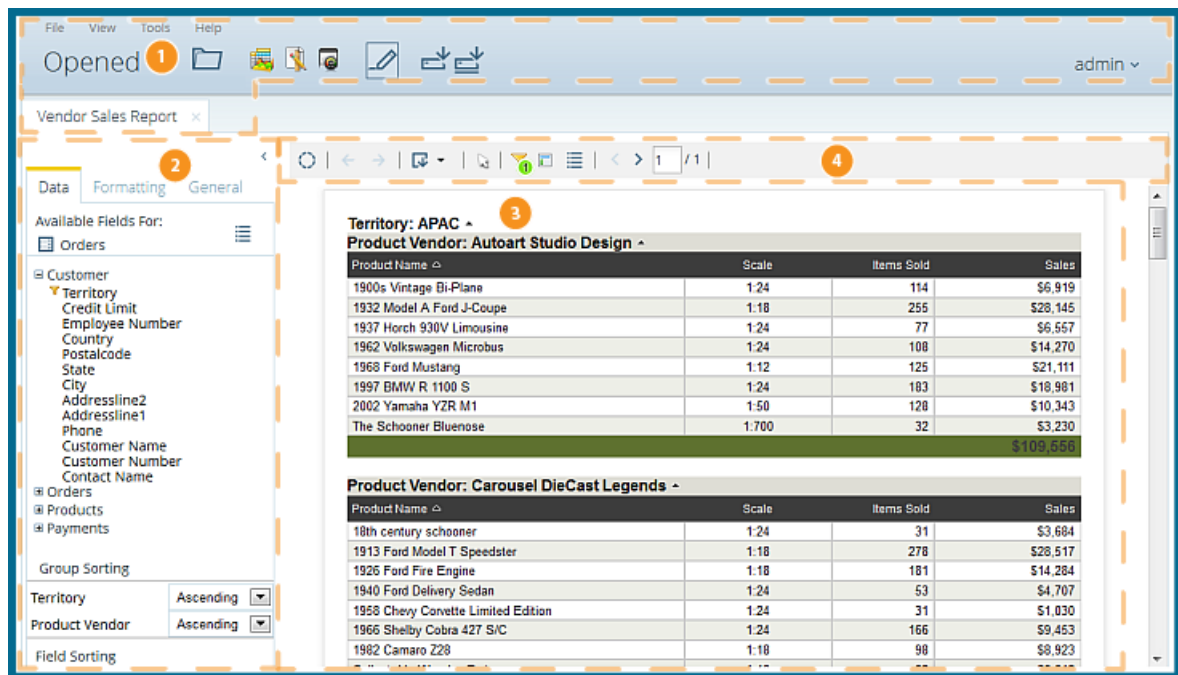 File View Tools Help
Opened 1 admin
Vendor Sales Report ×
2
Data Formatting General
Available Fields For:
Orders
Customer
Territory
Credit Limit
Employee Number
Country
Postalcode
State
City
Addressline2
Addressline1
Phone
Customer Name
Customer Number
Contact Name
Orders
Products
Payments
Group Sorting
Territory Ascending
Product Vendor Ascending
Field Sorting
1 1 / 1 4
Territory: APAC 3
Product Vendor: Autoart Studio Design
Product Name Scale Items Sold Sales
1900s Vintage Bi-Plane 1:24 114 $6,919
1932 Model A Ford J-Coupe 1:18 255 $28,145
1937 Horch 930V Limousine 1:24 77 $6,557
1962 Volkswagen Microbus 1:24 108 $14,270
1968 Ford Mustang 1:12 125 $21,111
1997 BMW R 1100 S 1:24 183 $18,981
2002 Yamaha YZR M1 1:50 128 $10,343
The Schooner Bluenose 1:700 32 $3,230
$109,556
Product Vendor: Carousel DieCast Legends
Product Name Scale Items Sold Sales
18th century schooner 1:24 31 $3,684
1913 Ford Model T Speedster 1:18 278 $28,517
1926 Ford Fire Engine 1:18 181 $14,284
1940 Ford Delivery Sedan 1:24 53 $4,707
1958 Chevy Corvette Limited Edition 1:24 31 $1,030
1966 Shelby Cobra 427 S/C 1:24 166 $9,453
1982 Camaro Z28 1:18 98 $8,923